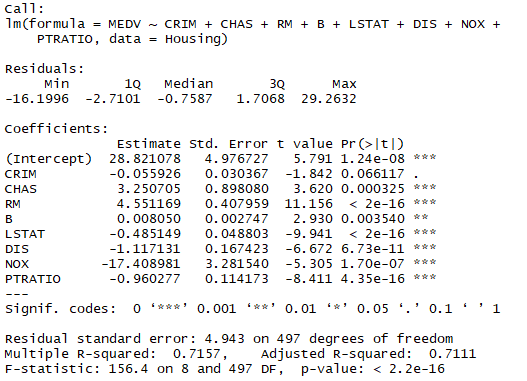 Call:
lm(formula = MEDV ~ CRIM + CHAS + RM + B + LSTAT + DIS + NOX +
    PTRATIO, data = Housing)
Residuals:
     Min       1Q   Median       3Q      Max
-16.1996  -2.7101  -0.7587   1.7068  29.2632
Coefficients:
              Estimate Std. Error t value Pr(>|t|)
(Intercept)  28.821078   4.976727   5.791 1.24e-08 ***
CRIM         -0.055926   0.030367  -1.842 0.066117 .
CHAS          3.250705   0.898080   3.620 0.000325 ***
RM            4.551169   0.407959  11.156  < 2e-16 ***
B             0.008050   0.002747   2.930 0.003540 **
LSTAT        -0.485149   0.048803  -9.941  < 2e-16 ***
DIS          -1.117131   0.167423  -6.672 6.73e-11 ***
NOX         -17.408981   3.281540  -5.305 1.70e-07 ***
PTRATIO      -0.960277   0.114173  -8.411 4.35e-16 ***
---
Signif. codes:  0 ‘***’ 0.001 ‘**’ 0.01 ‘*’ 0.05 ‘.’ 0.1 ‘ ’ 1
Residual standard error: 4.943 on 497 degrees of freedom
Multiple R-squared:  0.7157,    Adjusted R-squared:  0.7111
F-statistic: 156.4 on 8 and 497 DF,  p-value: < 2.2e-16